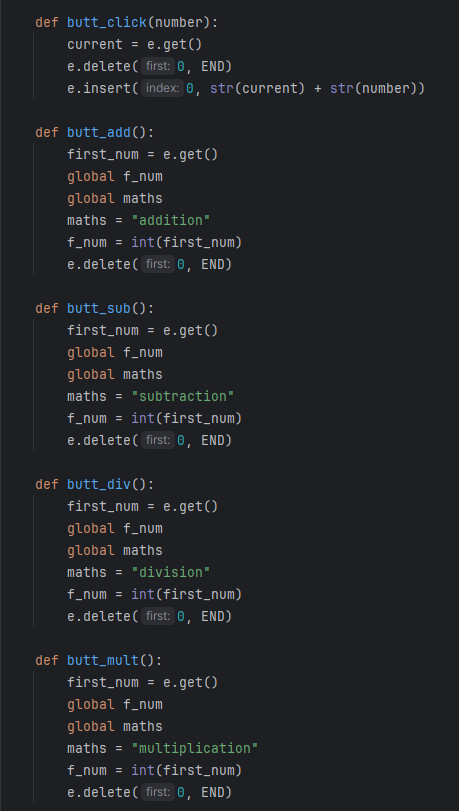 def butt_click(number):
    current = e.get()
    e.delete(first: 0, END)
    e.insert(index: 0, str(current) + str(number))
def butt_add():
    first_num = e.get()
    global f_num
    global maths
    maths = "addition"
    f_num = int(first_num)
    e.delete(first: 0, END)
def butt_sub():
    first_num = e.get()
    global f_num
    global maths
    maths = "subtraction"
    f_num = int(first_num)
    e.delete(first: 0, END)
def butt_div():
    first_num = e.get()
    global f_num
    global maths
    maths = "division"
    f_num = int(first_num)
    e.delete(first: 0, END)
def butt_mult():
    first_num = e.get()
    global f_num
    global maths
    maths = "multiplication"
    f_num = int(first_num)
    e.delete(first: 0, END)